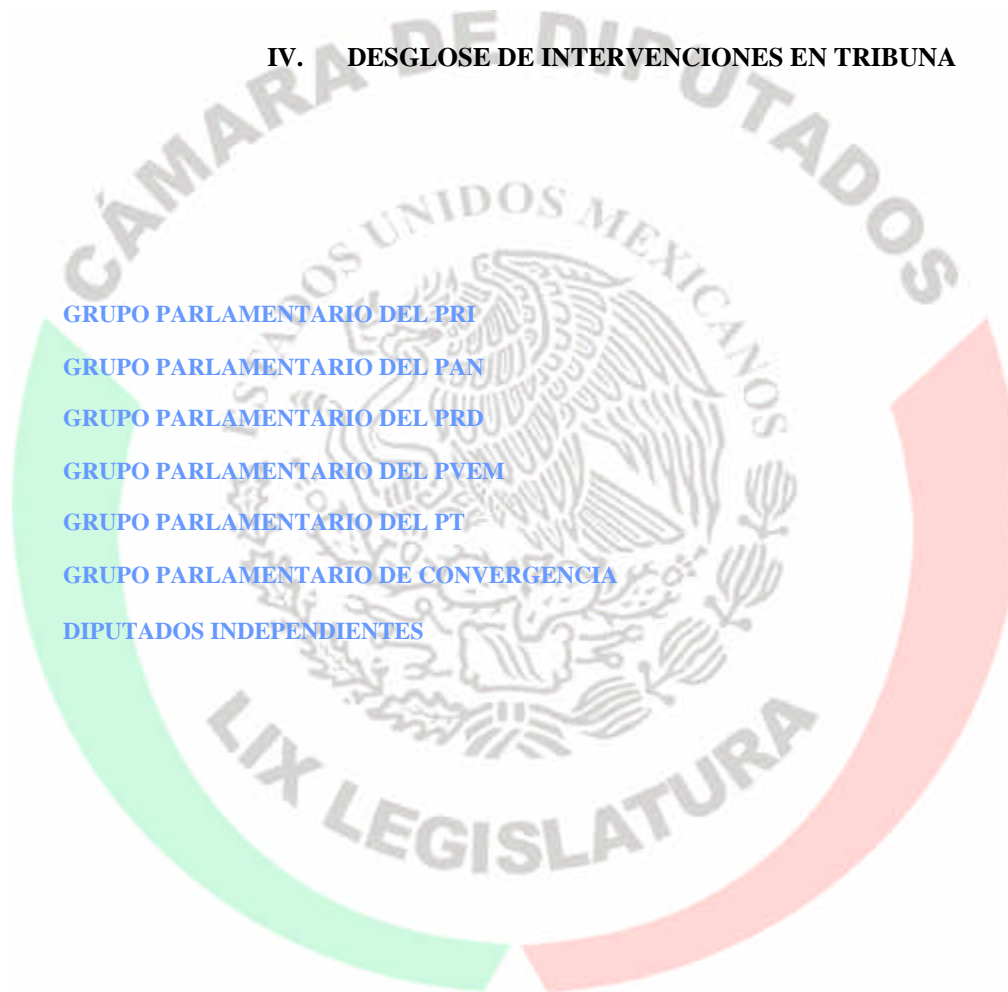 IV. DESGLOSE DE INTERVENCIONES EN TRIBUNA
CÁMARA DE DIPUTADOS
ESTADOS UNIDOS MEXICANOS
GRUPO PARLAMENTARIO DEL PRI
GRUPO PARLAMENTARIO DEL PAN
GRUPO PARLAMENTARIO DEL PRD
GRUPO PARLAMENTARIO DEL PVEM
GRUPO PARLAMENTARIO DEL PT
GRUPO PARLAMENTARIO DE CONVERGENCIA
DIPUTADOS INDEPENDIENTES
LIX LEGISLATURA